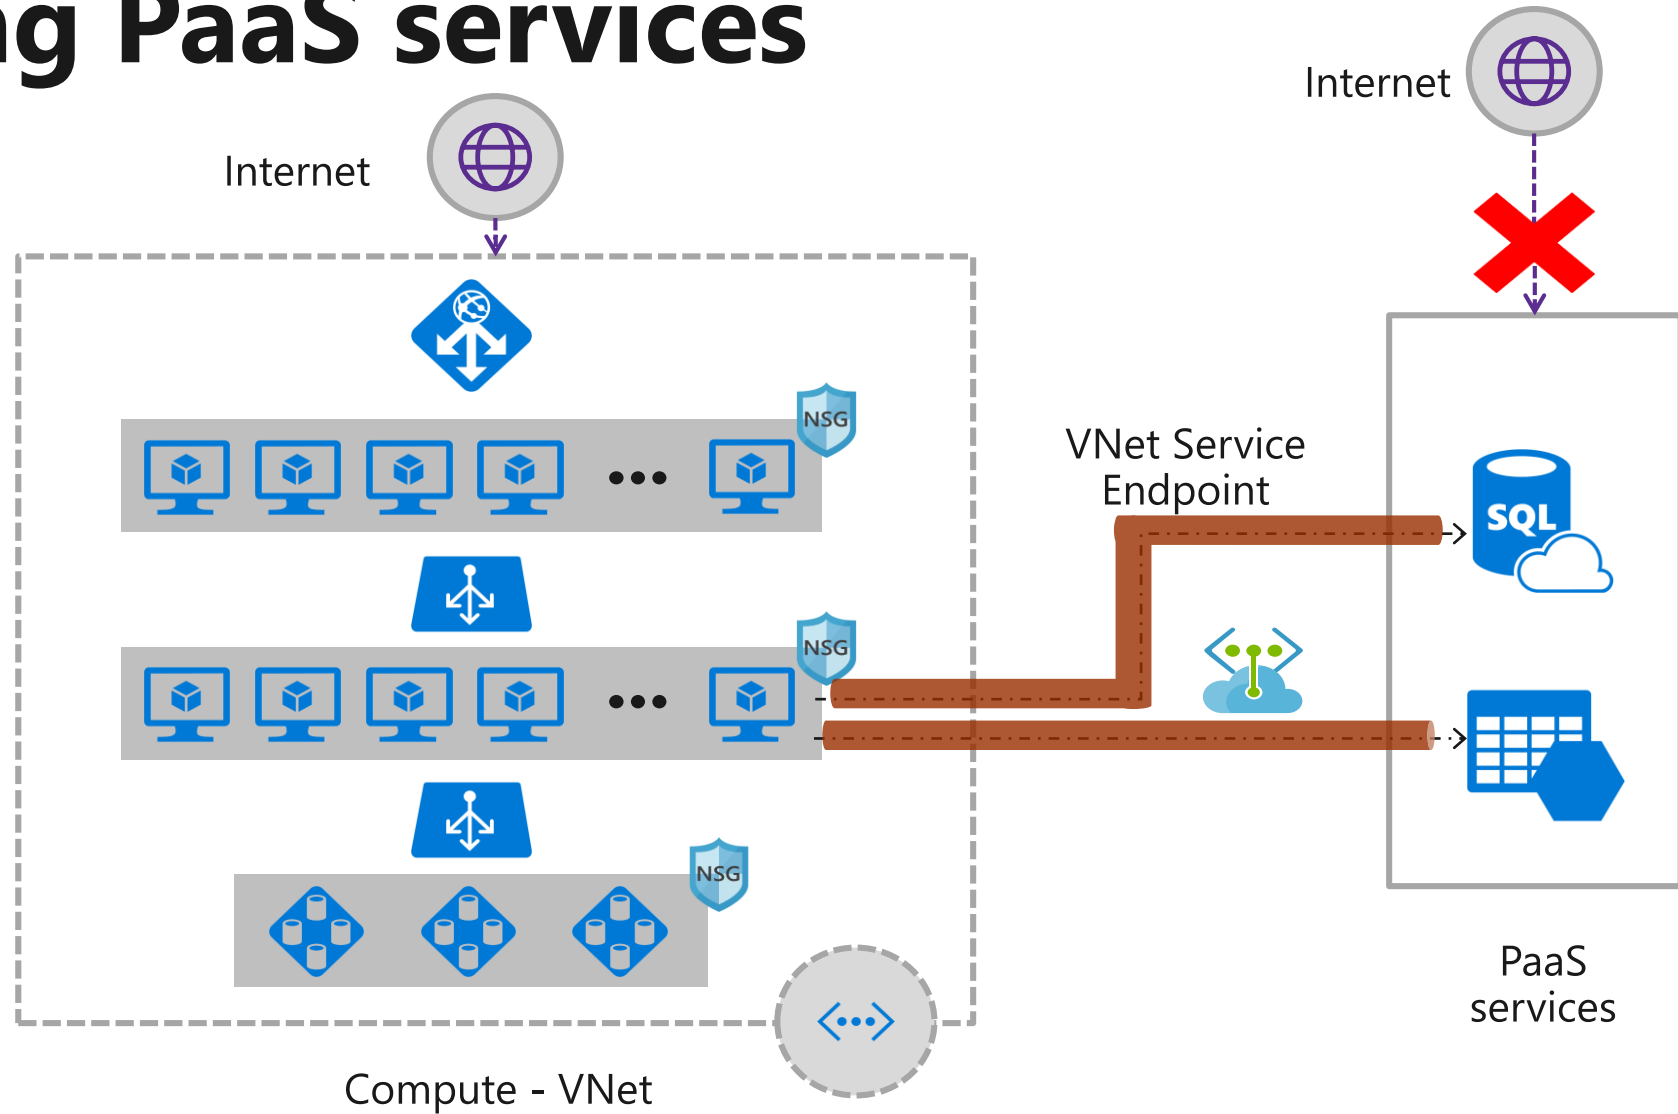 PaaS services
Internet
Internet
NSG
VNet Service
Endpoint
SQL
NSG
NSG
PaaS
services
Compute - VNet